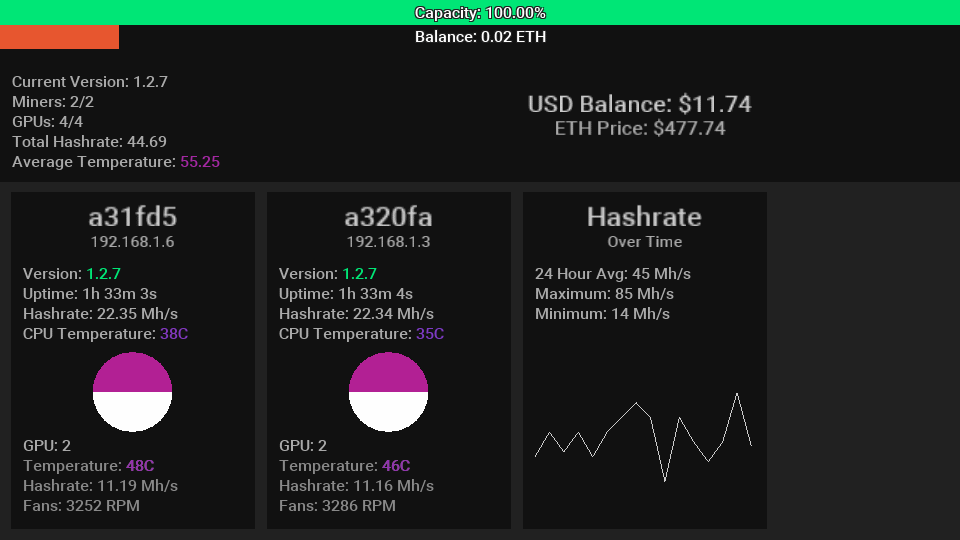 Capacity: 100.00%
Balance: 0.02 ETH
Current Version: 1.2.7
Miners: 2/2
GPUs: 4/4
Total Hashrate: 44.69
Average Temperature: 55.25
USD Balance: $11.74
ETH Price: $477.74
a31fd5
192.168.1.6
Version: 1.2.7
Uptime: 1h 33m 3s
Hashrate: 22.35 Mh/s
CPU Temperature: 38C
GPU: 2
Temperature: 48C
Hashrate: 11.19 Mh/s
Fans: 3252 RPM
a320fa
192.168.1.3
Version: 1.2.7
Uptime: 1h 33m 4s
Hashrate: 22.34 Mh/s
CPU Temperature: 35C
GPU: 2
Temperature: 46C
Hashrate: 11.16 Mh/s
Fans: 3286 RPM
Hashrate
Over Time
24 Hour Avg: 45 Mh/s
Maximum: 85 Mh/s
Minimum: 14 Mh/s